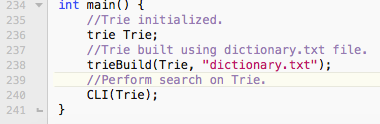 234 int main() {
235 //Trie initialized.
236 trie Trie;
237 //Trie built using dictionary.txt file.
238 trieBuild(Trie, "dictionary.txt");
239 //Perform search on Trie.
240 CLI(Trie);
241 }